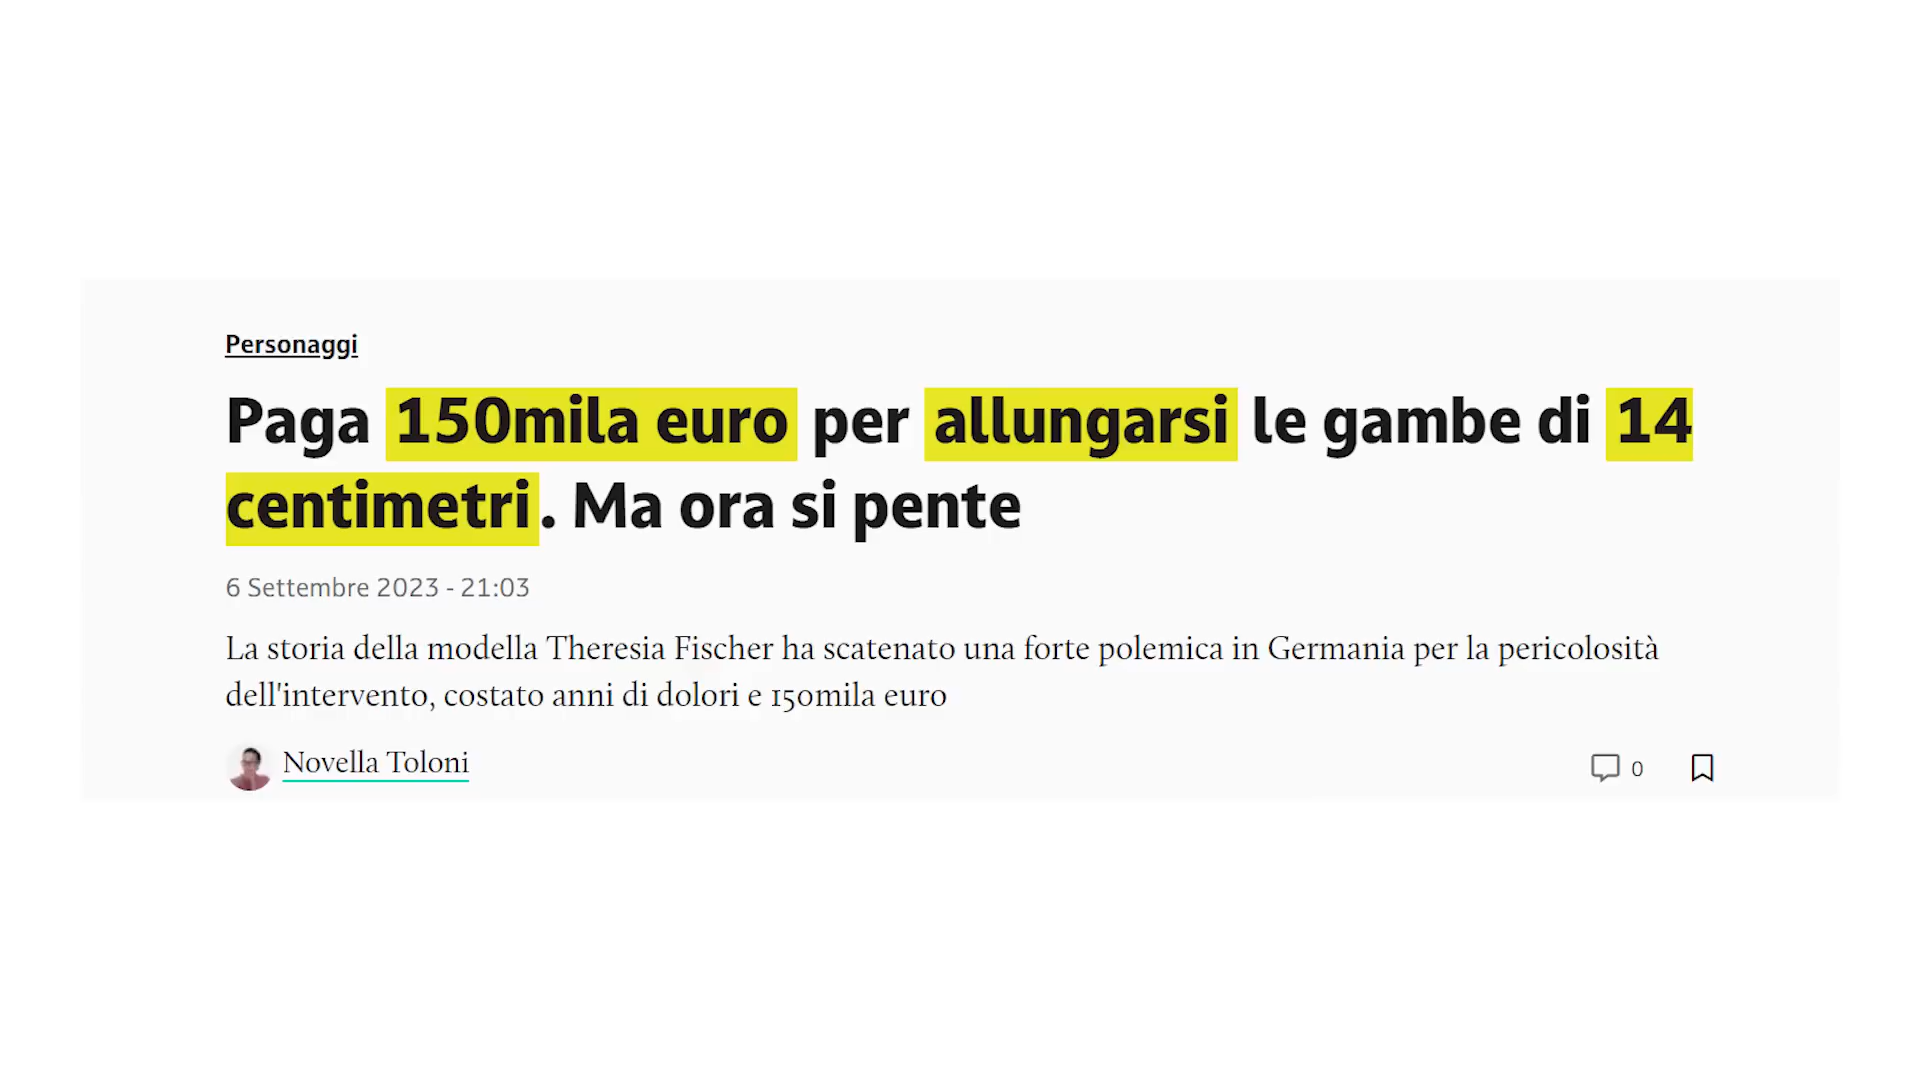 Personaggi
Paga 150mila euro per allungarsi le gambe di 14
centimetri. Ma ora si pente
6 Settembre 2023 - 21:03
La storia della modella Theresia Fischer ha scatenato una forte polemica in Germania per la pericolosità
dell'intervento, costato anni di dolori e 150mila euro
Novella Toloni
0